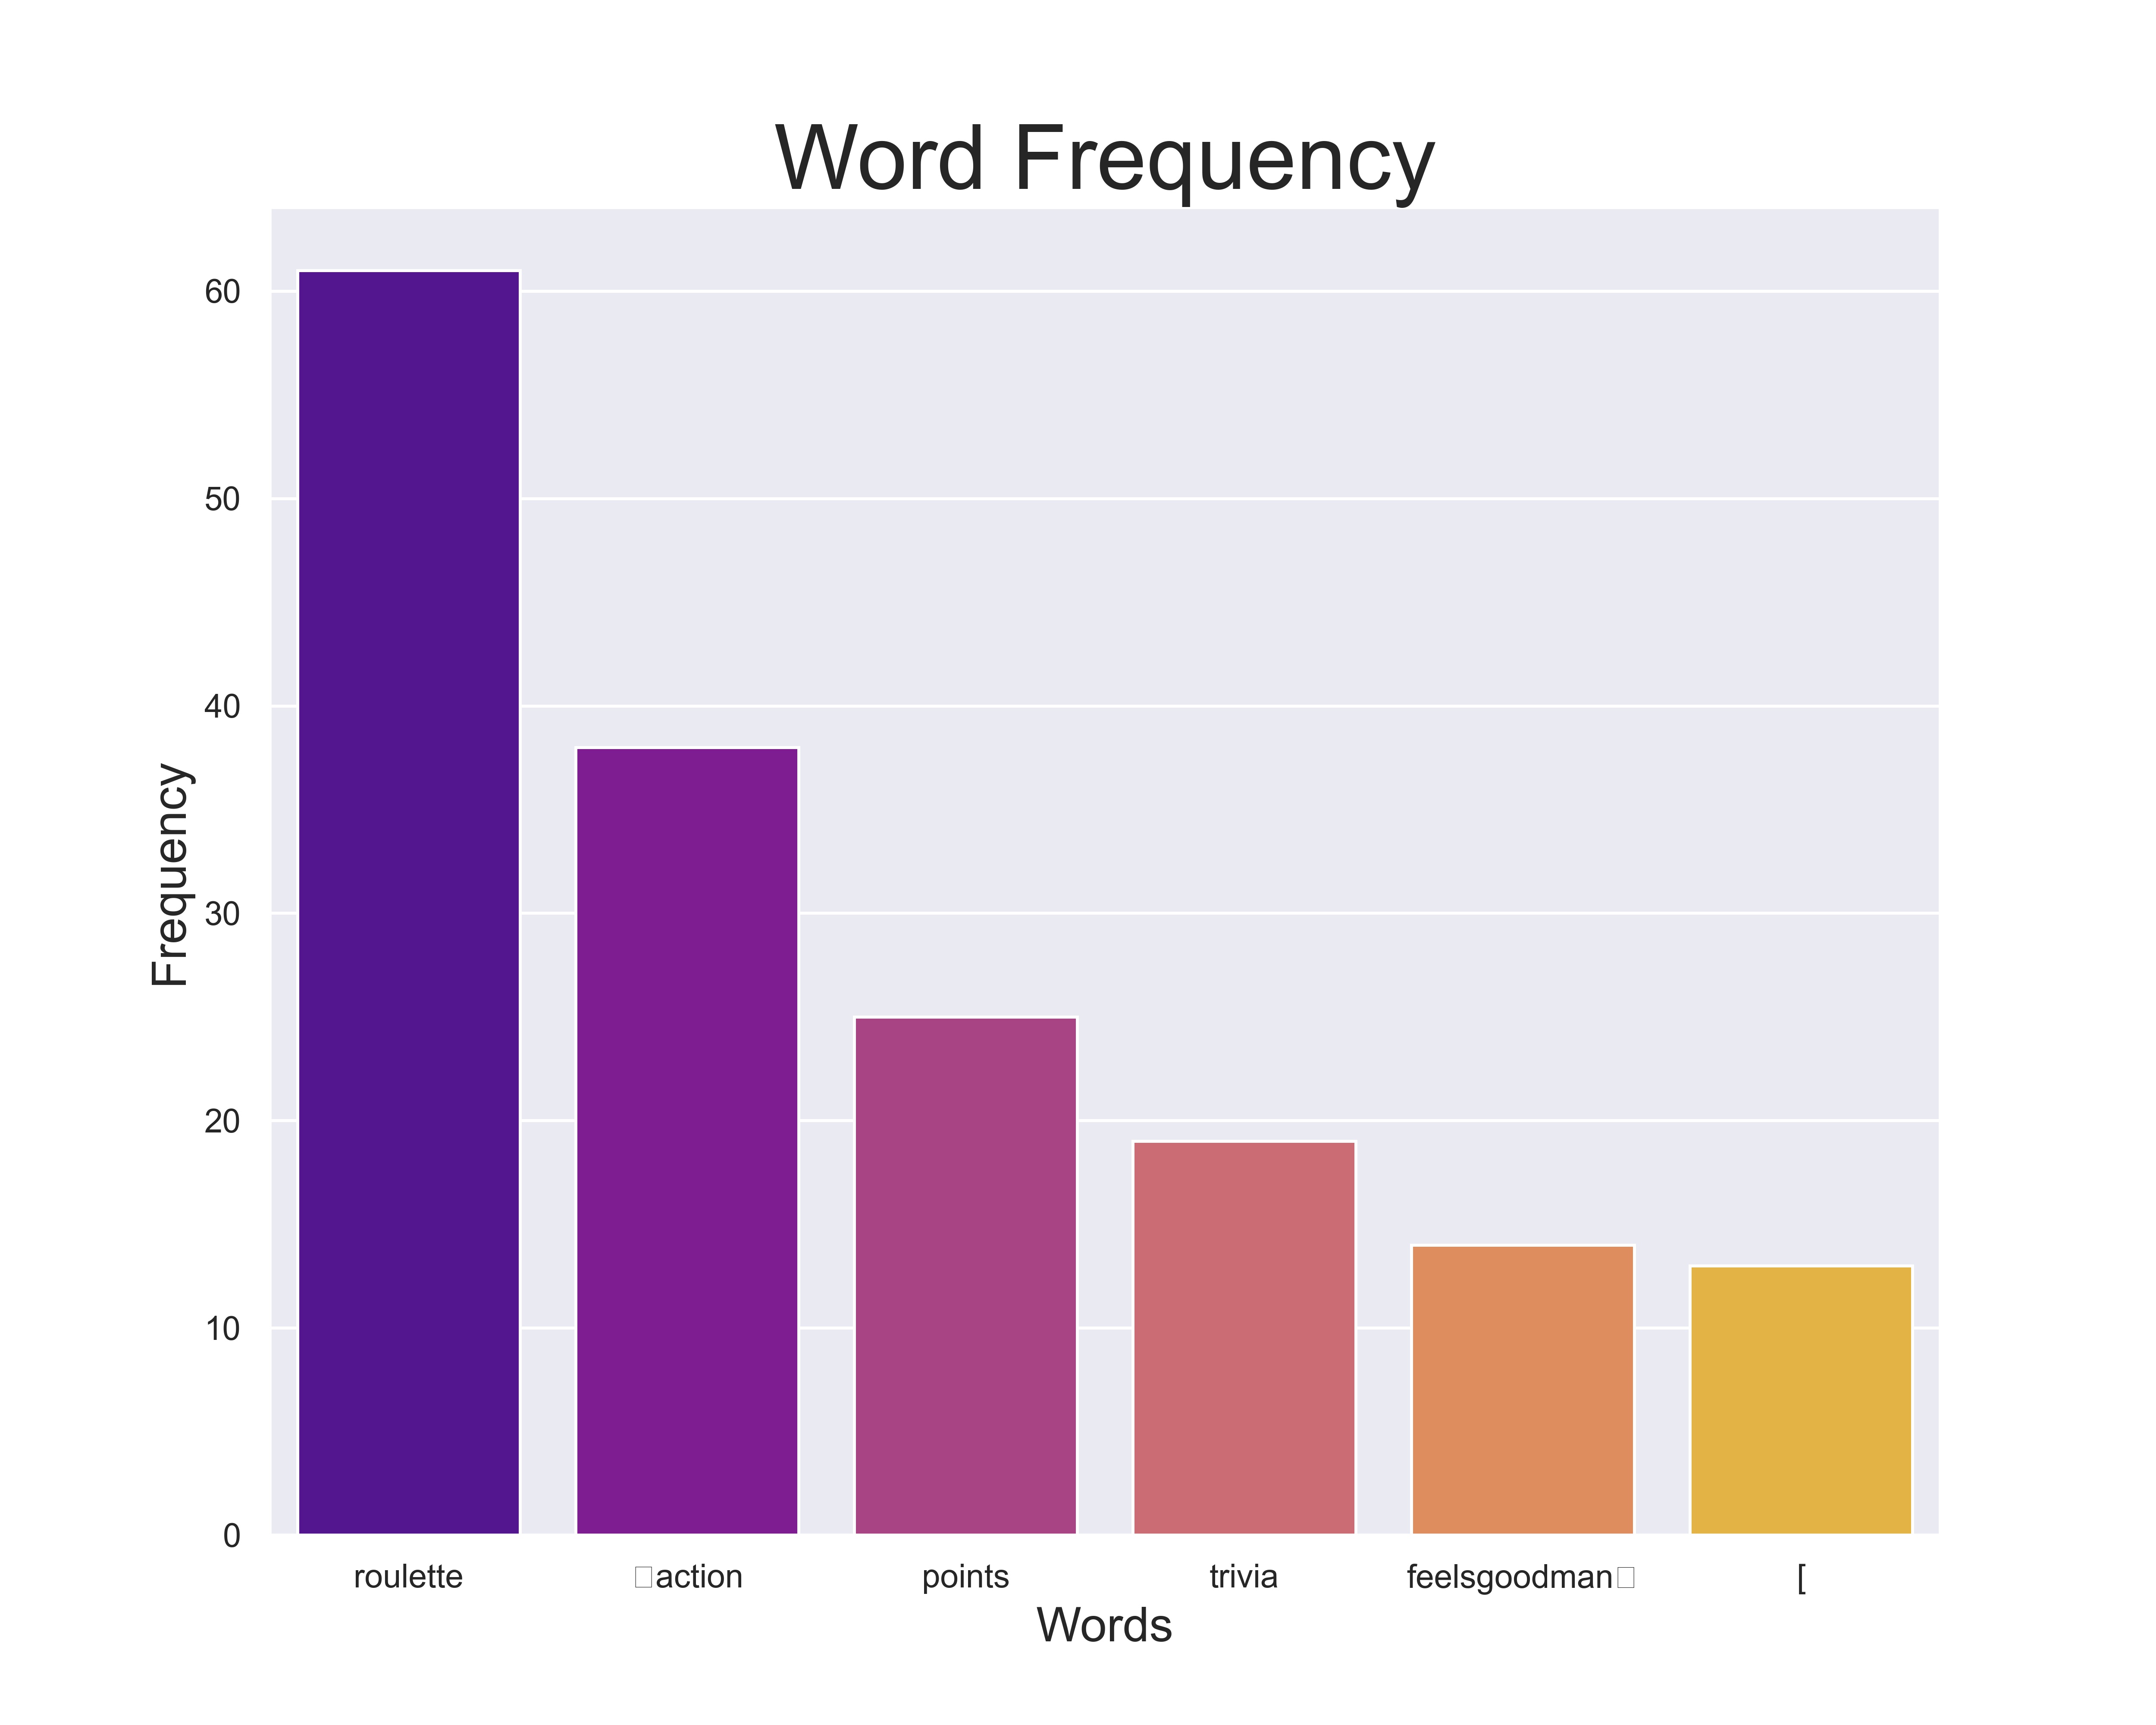 Word Frequency
Frequency
60
50
40
30
20
10
0
roulette □action points trivia feelsgoodman□ [
Words